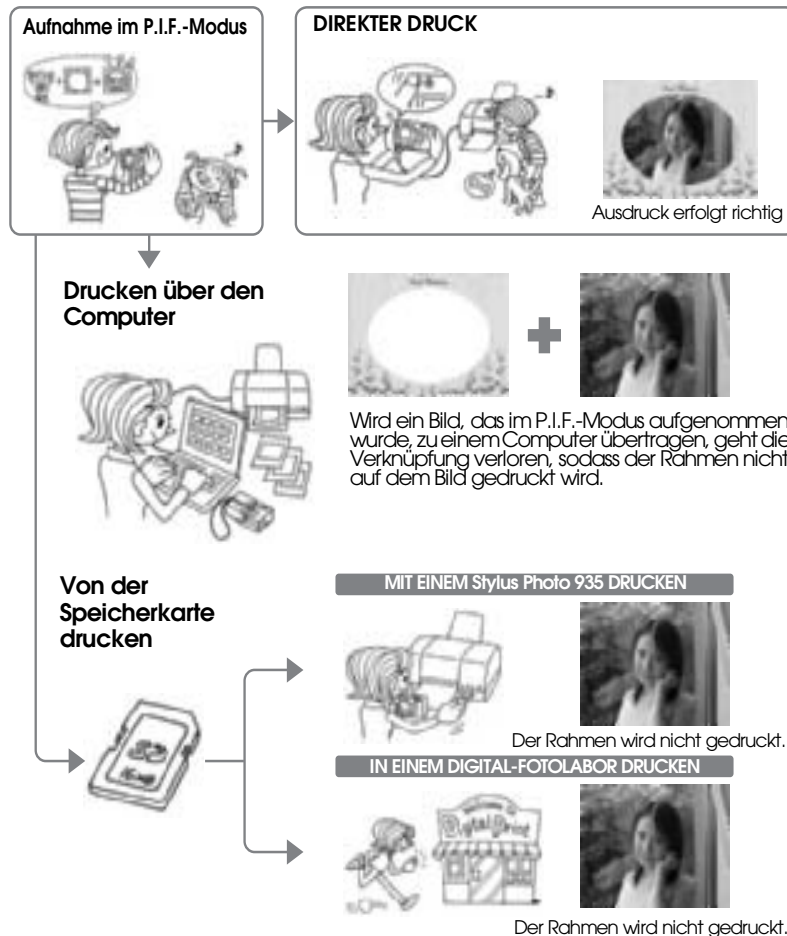 Aufnahme im P.I.F.-Modus
DIREKTER DRUCK
Ausdruck erfolgt richtig
Drucken über den
Computer
Wird ein Bild, das im P.I.F.-Modus aufgenommen
wurde, zu einem Computer übertragen, geht die
Verknüpfung verloren, sodass der Rahmen nicht
auf dem Bild gedruckt wird.
Von der
Speicherkarte
drucken
MIT EINEM Stylus Photo 935 DRUCKEN
Der Rahmen wird nicht gedruckt.
IN EINEM DIGITAL-FOTOLABOR DRUCKEN
Digital Print
Der Rahmen wird nicht gedruckt.